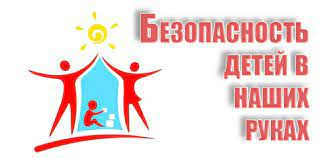 Безопасность
детей в
наших
руках